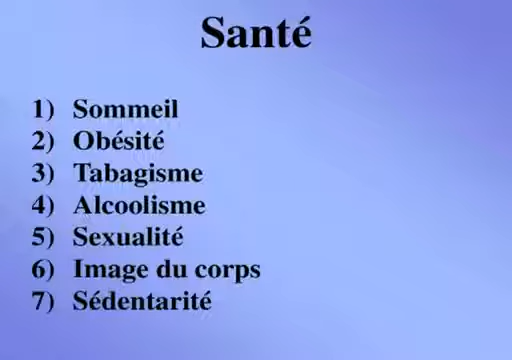 Santé
1) Sommeil
2) Obésité
3) Tabagisme
4) Alcoolisme
5) Sexualité
6) Image du corps
7) Sédentarité